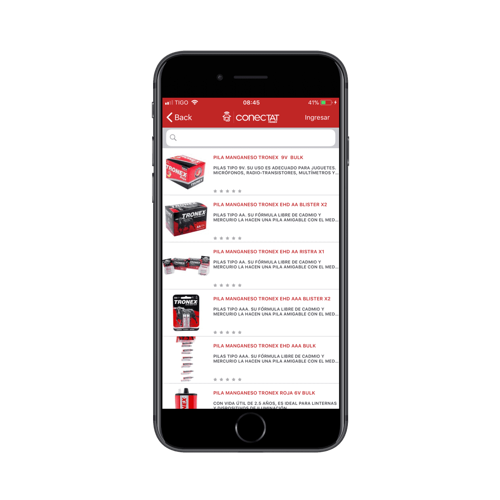 TIGO 08:45 41%
Back CONECTAT Ingresar
PILA MANGANESO TRONEX 9V BULK
PILAS TIPO 9V. SU USO ES ADECUADO PARA JUGUETES.
MICRÓFONOS, RADIO-TRANSISTORES, MULTÍMETROS Y...
TRONEX
PILA MANGANESO TRONEX EHD AA BLISTER X2
PILAS TIPO AA. SU FÓRMULA LIBRE DE CADMIO Y
MERCURIO LA HACEN UNA PILA AMIGABLE CON EL MED...
TRONEX
PILA MANGANESO TRONEX EHD AA RISTRA X1
PILAS TIPO AA. SU FÓRMULA LIBRE DE CADMIO Y
MERCURIO LA HACEN UNA PILA AMIGABLE CON EL MED...
PILA MANGANESO TRONEX EHD AAA BLISTER X2
PILAS TIPO AAA. SU FÓRMULA LIBRE DE CADMIO Y
MERCURIO LA HACEN UNA PILA AMIGABLE CON EL MED...
TRONEX
PILA MANGANESO TRONEX EHD AAA BULK
PILAS TIPO AAA. SU FÓRMULA LIBRE DE CADMIO Y
MERCURIO LA HACEN UNA PILA AMIGABLE CON EL MED...
PILA MANGANESO TRONEX ROJA 6V BULK
CON VIDA ÚTIL DE 2.5 AÑOS, ES IDEAL PARA LINTERNAS
Y DISPOSITIVOS DE ILUMINACIÓN